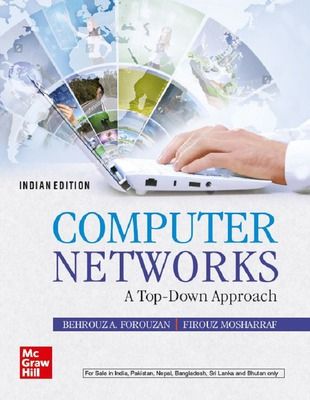 INDIAN EDITION
COMPUTER
NETWORKS
A Top-Down Approach
BEHROUZ A. FOROUZAN | FIROUZ MOSHARRAF
Mc
Graw
Hill
For Sale in India, Pakistan, Nepal, Bangladesh, Sri Lanka and Bhutan only